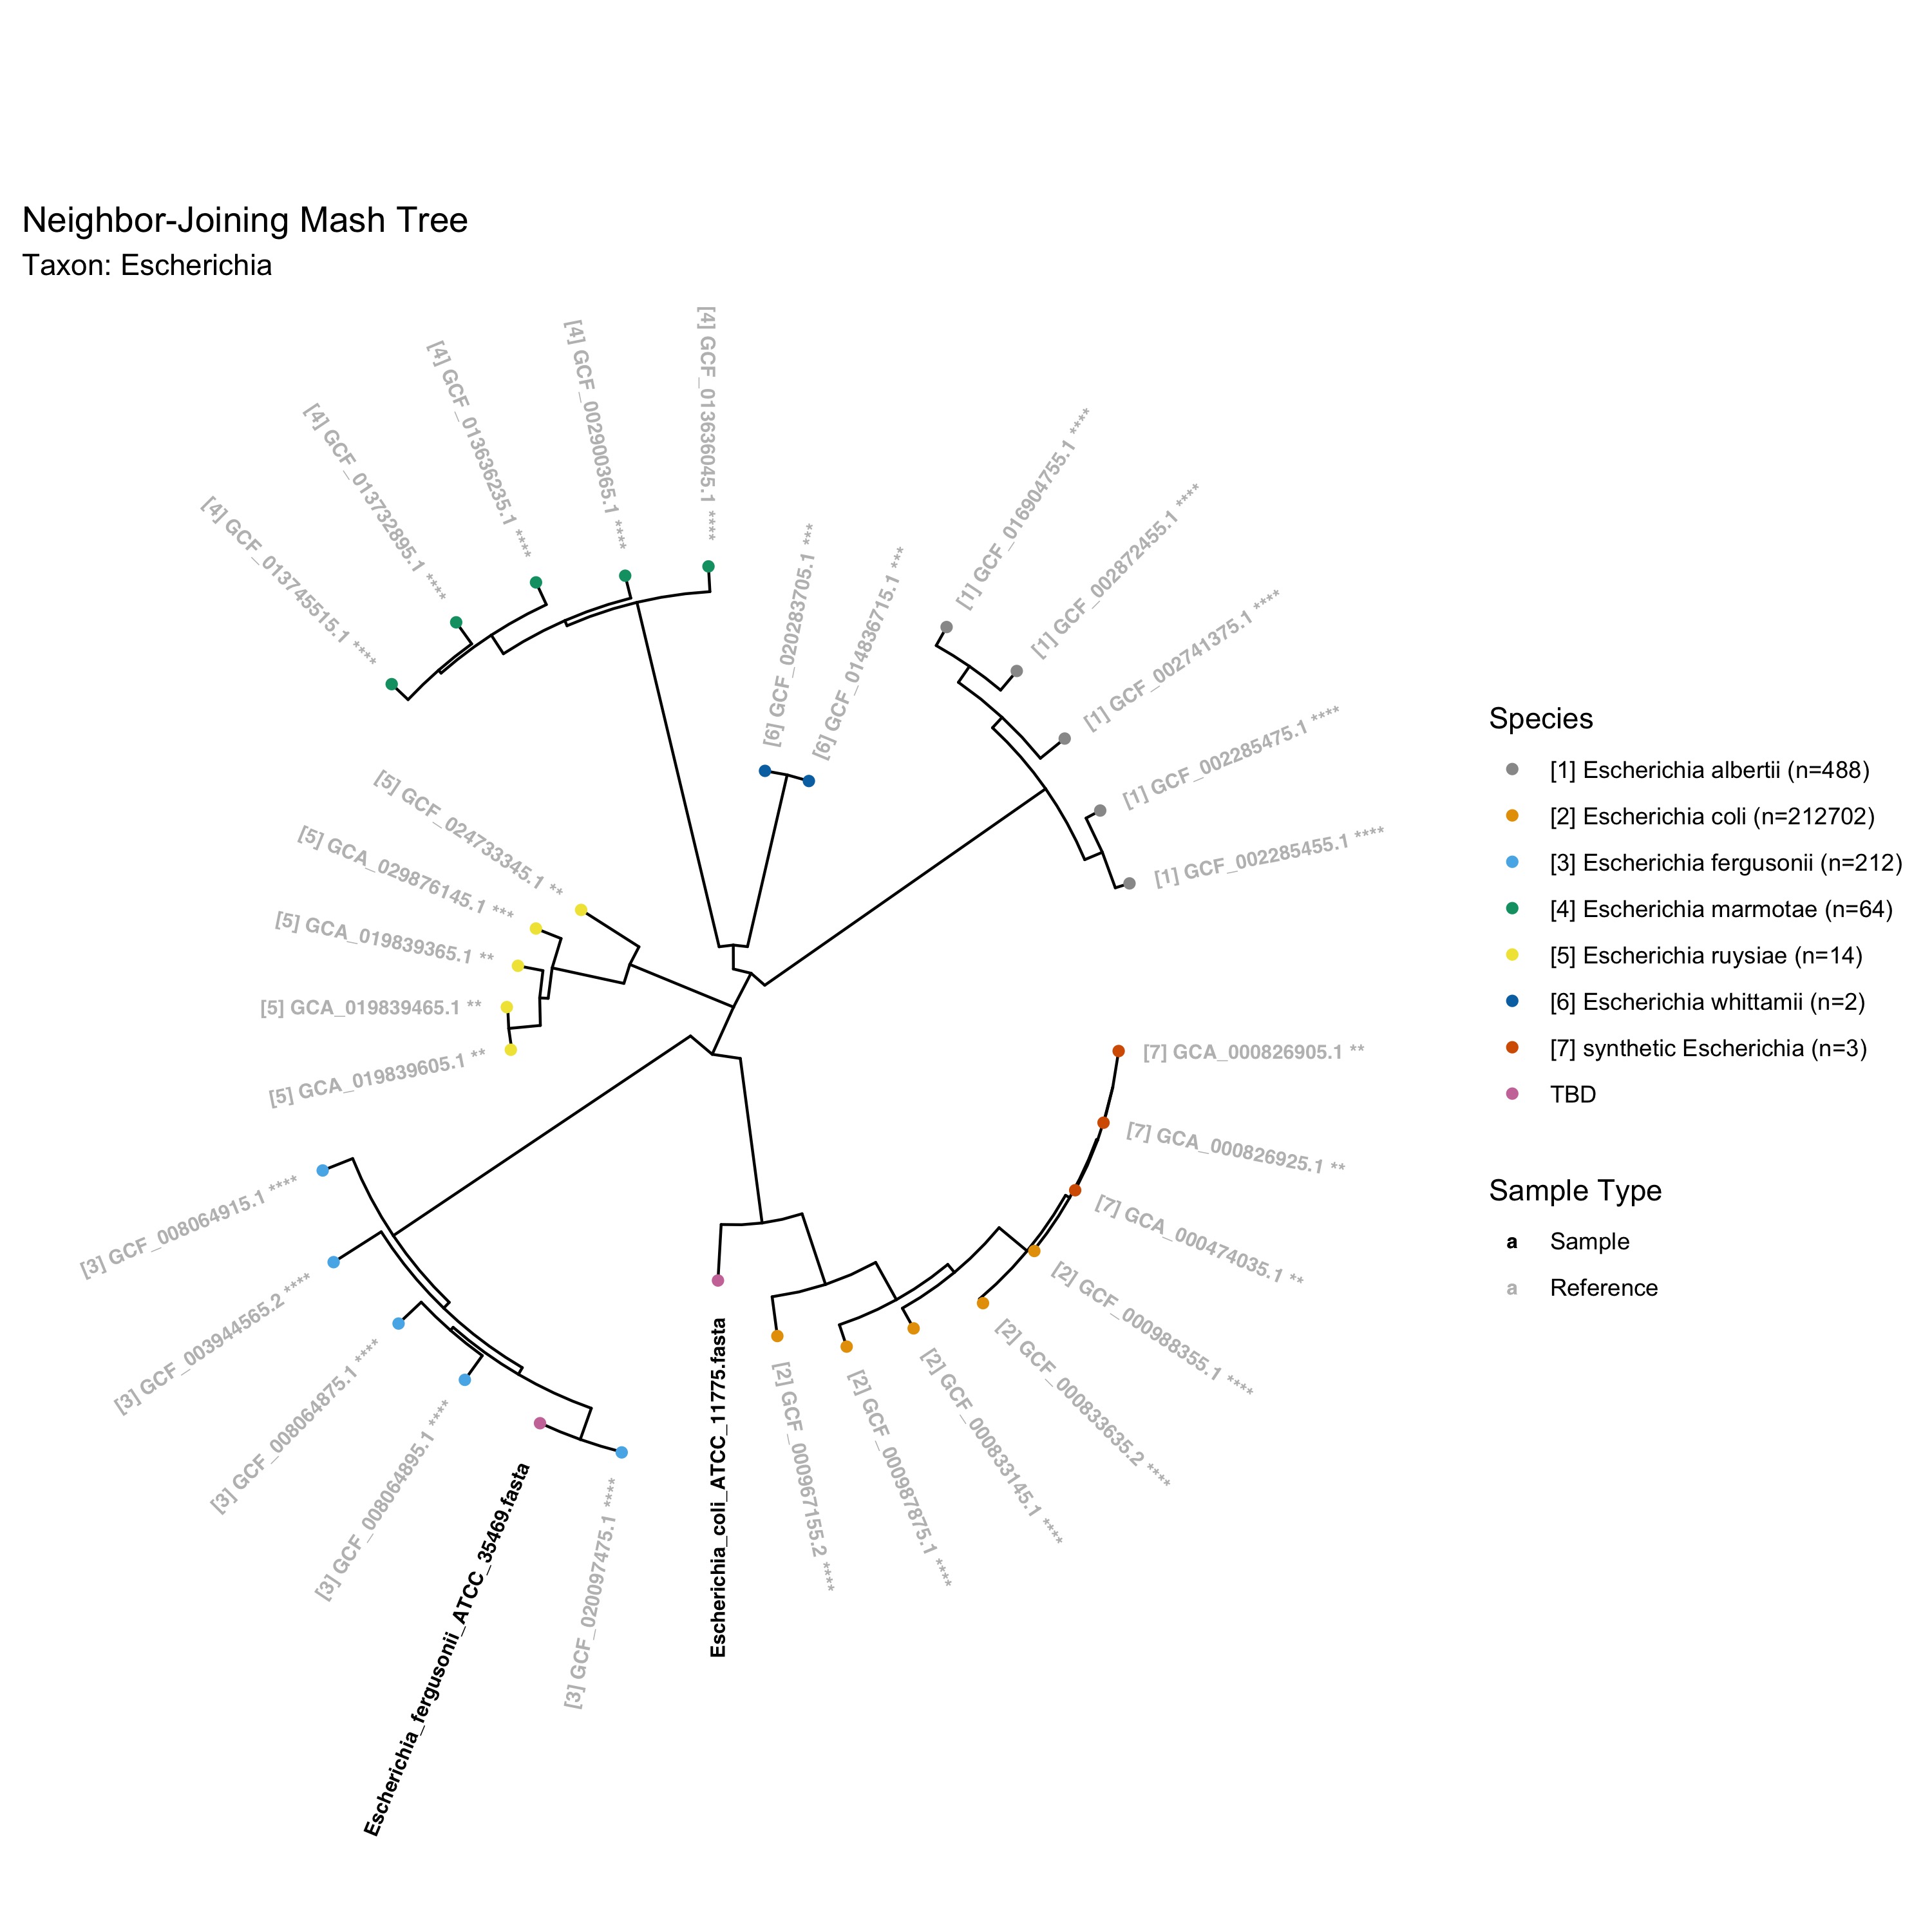 Neighbor-Joining Mash Tree
Taxon: Escherichia
[4] GCF_013745515.1 ****
[4] GCF_013732895.1 ****
[4] GCF_013636235.1 ****
[4] GCF_002900365.1 ****
[4] GCF_013636045.1 ****
[6] GCF_020283705.1 ***
[6] GCF_014836715.1 ***
[1] GCF_016904755.1 ****
[1] GCF_002872455.1 ****
[1] GCF_002741375.1 ****
[1] GCF_002285475.1 ****
[1] GCF_002285455.1 ****
[5] GCF_024733345.1 **
[5] GCA_029876145.1 ***
[5] GCA_019839365.1 **
[5] GCA_019839465.1 **
[5] GCA_019839605.1 **
[7] GCA_000826905.1 **
[7] GCA_000826925.1 **
[7] GCA_000474035.1 **
[2] GCF_000988355.1 ****
[2] GCF_000833635.2 ****
[2] GCF_000833145.1 ****
[2] GCF_000987875.1 ****
[2] GCF_000967155.2 ****
Escherichia_coli_ATCC_11775.fasta
[3] GCF_020097475.1 ****
Escherichia_fergusonii_ATCC_35469.fasta
[3] GCF_008064895.1 ****
[3] GCF_008064875.1 ****
[3] GCF_003944565.2 ****
[3] GCF_008064915.1 ****
Species
[1] Escherichia albertii (n=488)
[2] Escherichia coli (n=212702)
[3] Escherichia fergusonii (n=212)
[4] Escherichia marmotae (n=64)
[5] Escherichia ruysiae (n=14)
[6] Escherichia whittamii (n=2)
[7] synthetic Escherichia (n=3)
TBD
Sample Type
a Sample
a Reference